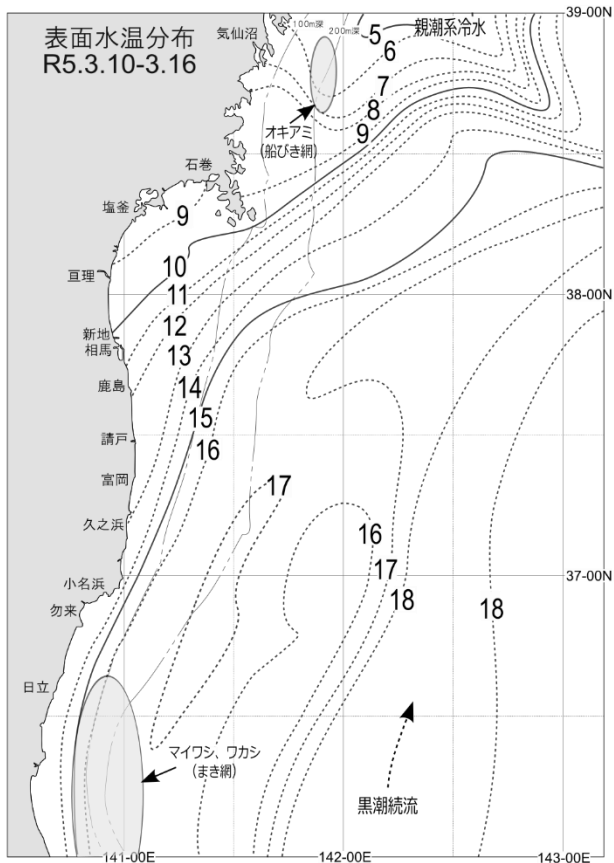 表面水温分布
R5.3.10-3.16
気仙沼
100m深
200m深
39-00N
親潮系冷水
5
6
7
8
9
オキアミ
(船びき網)
石巻
塩釜
9
亘理
10
11
38-00N
新地
12
相馬
13
鹿島
14
15
請戸
16
富岡
17
久之浜
16
17
37-00N
小名浜
18
18
勿来
日立
マイワシ、ワカシ
(まき網)
黒潮続流
141-00E
142-00E
143-00E